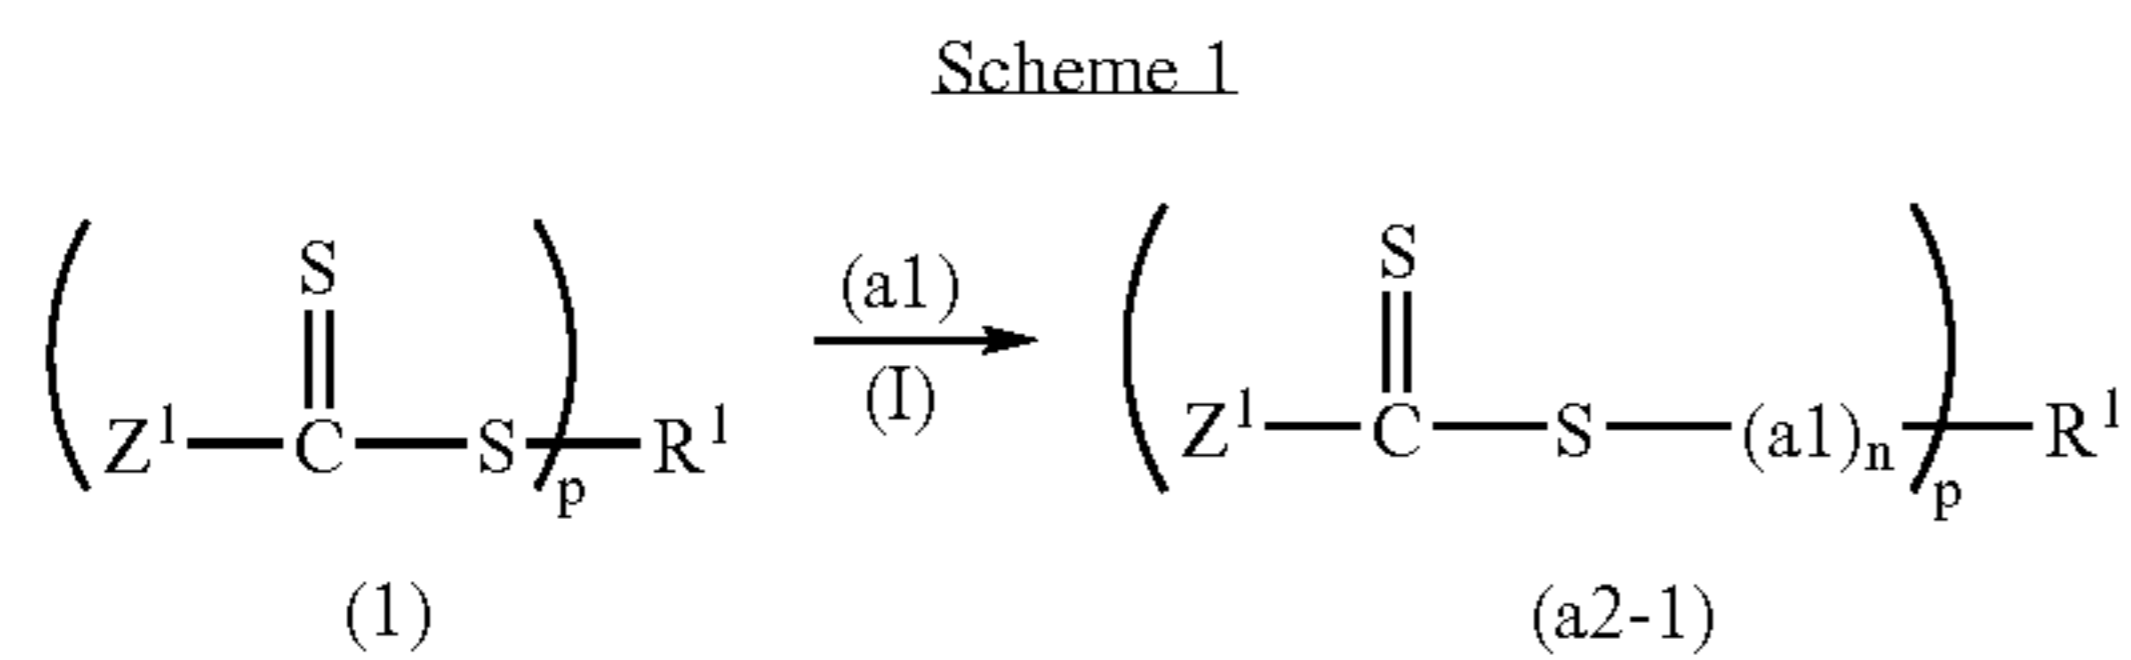 Scheme 1
S S
(a1)
(I)
Z¹ C S p R¹ Z¹ C S (a1)ₙ p R¹
(1) (a2-1)